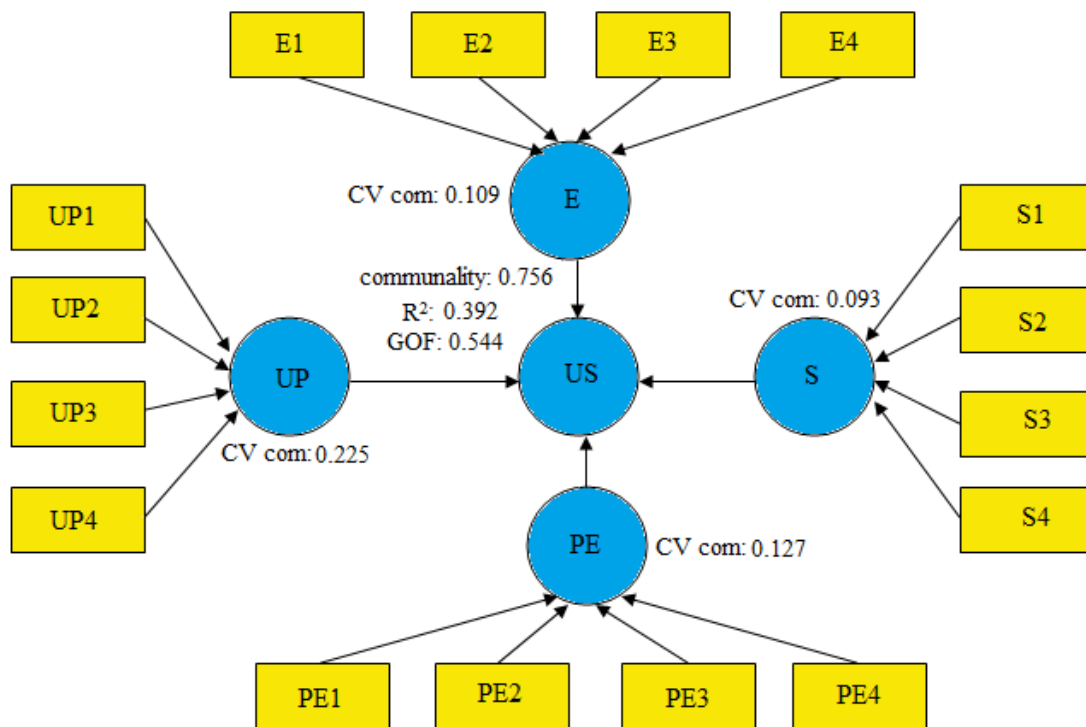 E1
E2
E3
E4
CV com: 0.109
E
UP1
UP2
UP3
UP4
communality: 0.756
R²: 0.392
GOF: 0.544
CV com: 0.093
S1
S2
S3
S4
UP
US
S
CV com: 0.225
PE
CV com: 0.127
PE1
PE2
PE3
PE4